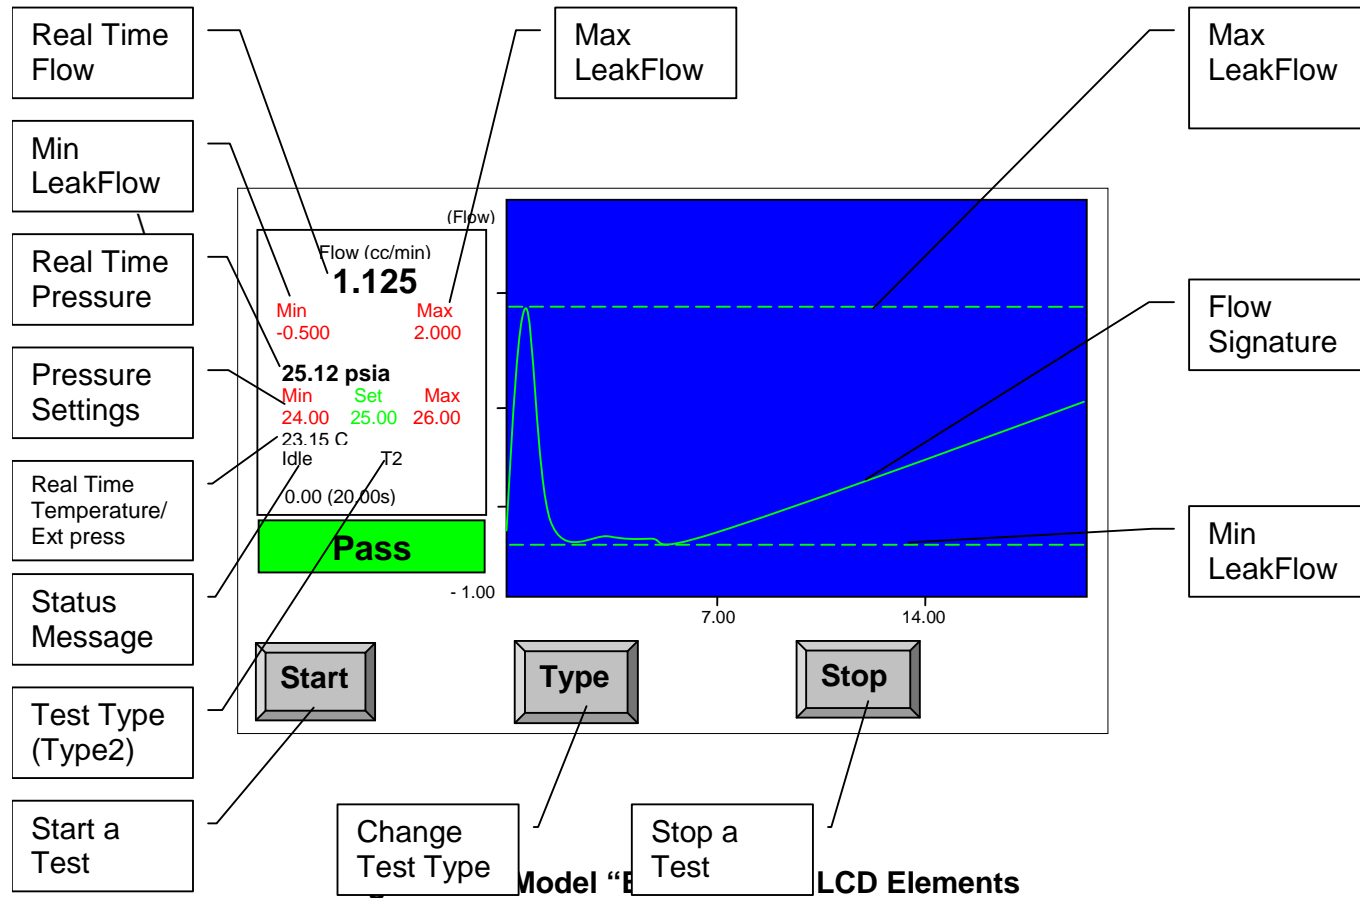 Real Time
Flow
Max
LeakFlow
Max
LeakFlow
Min
LeakFlow
Real Time
Pressure
Pressure
Settings
Real Time
Temperature/
Ext press
Status
Message
Test Type
(Type2)
Start a
Test
(Flow)
Flow (cc/min)
1.125
Min Max
-0.500 2.000
25.12 psia
Min Set Max
24.00 25.00 26.00
23.15 C
Idle T2
0.00 (20.00s)
Pass
- 1.00
7.00 14.00
Flow
Signature
Min
LeakFlow
Start Type Stop
Change
Test Type
Stop a
Test
Model “ LCD Elements